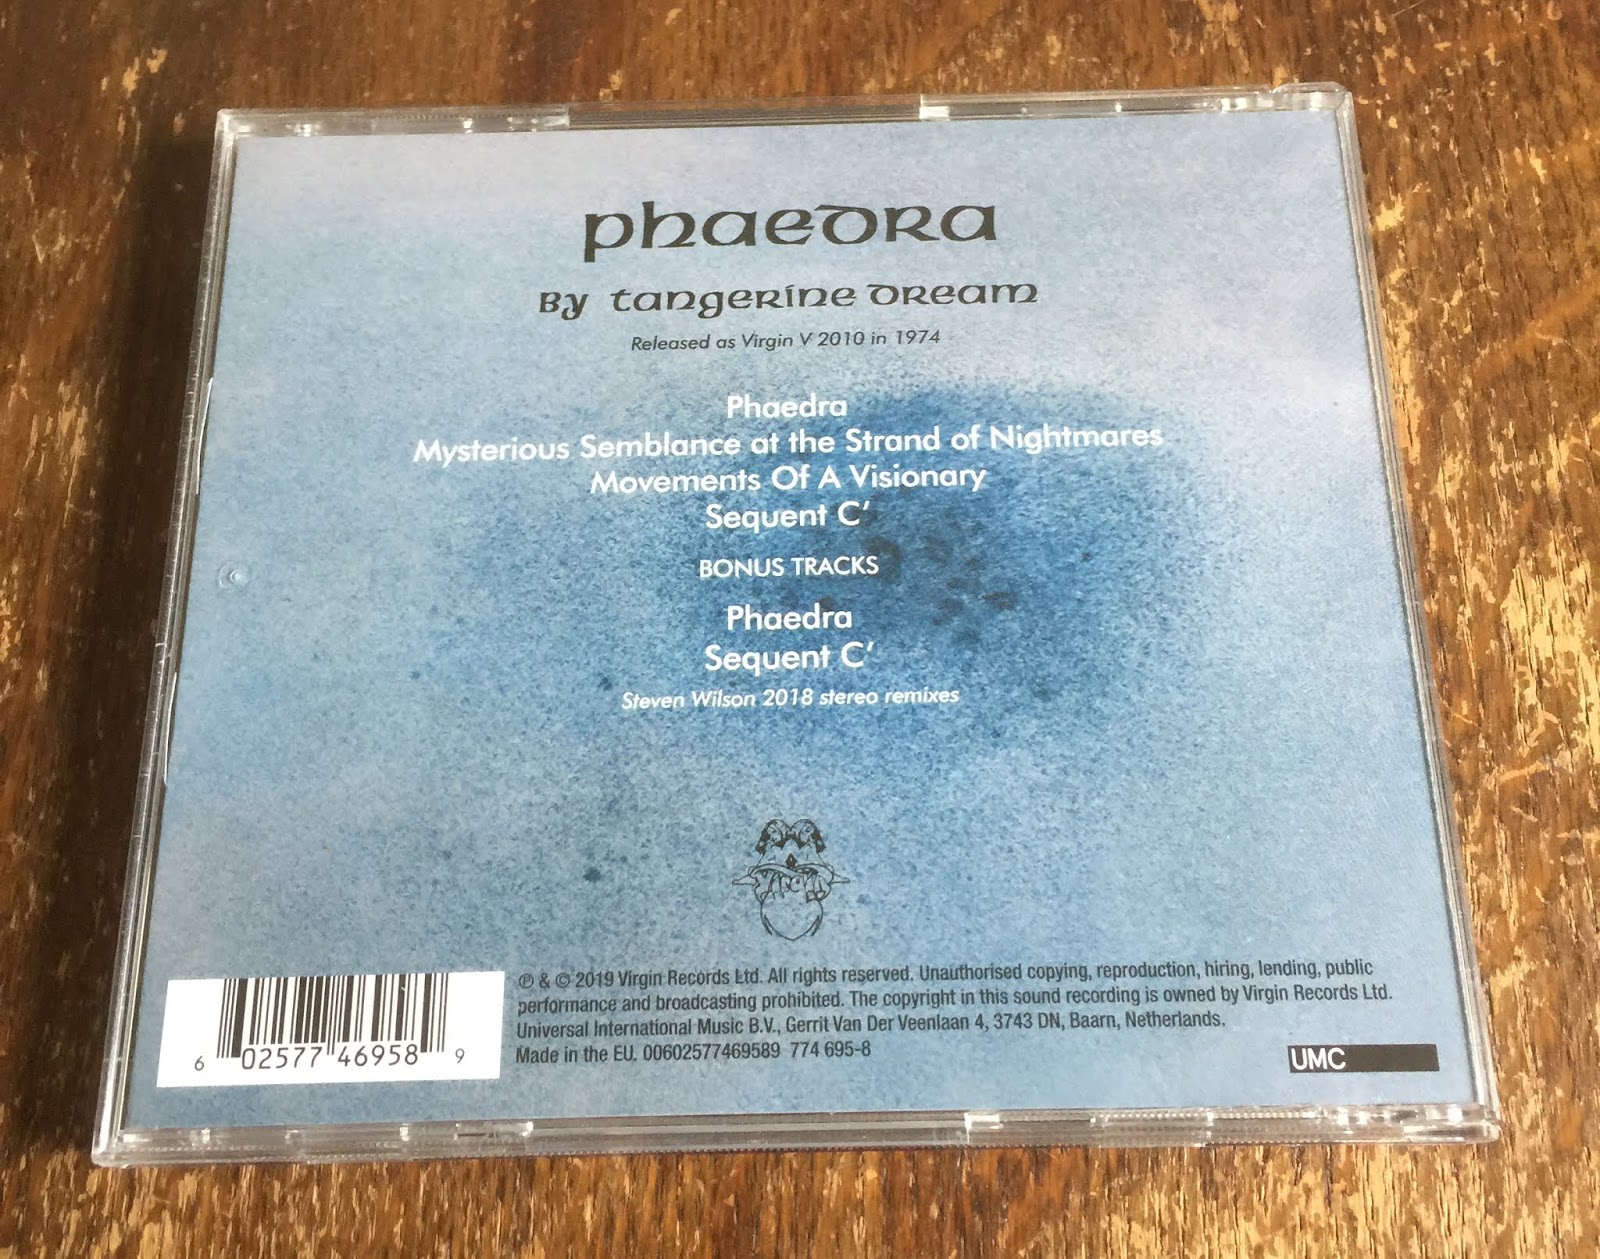 phaedra
By tangerine dream
Released as Virgin V 2010 in 1974
Phaedra
Mysterious Semblance at the Strand of Nightmares
Movements Of A Visionary
Sequent C'
BONUS TRACKS
Phaedra
Sequent C'
Steven Wilson 2018 stereo remixes
Virgin
℗ & © 2019 Virgin Records Ltd. All rights reserved. Unauthorised copying, reproduction, hiring, lending, public
performance and broadcasting prohibited. The copyright in this sound recording is owned by Virgin Records Ltd.
Universal International Music B.V., Gerrit Van Der Veenlaan 4, 3743 DN, Baarn, Netherlands.
Made in the EU. 00602577469589 774 695-8
6 02577 46958 9
UMC